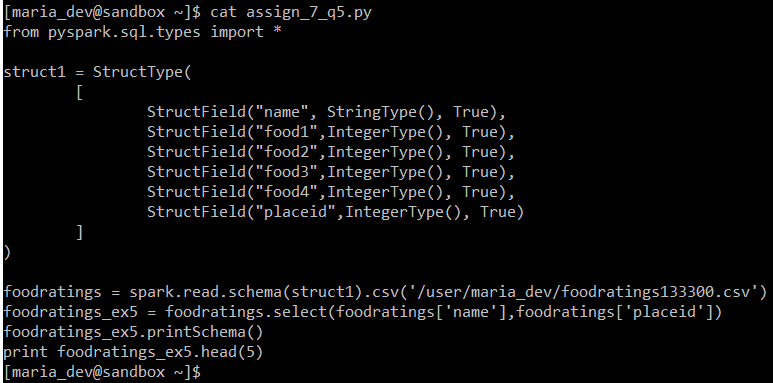 [maria_dev@sandbox ~]$ cat assign_7_q5.py
from pyspark.sql.types import *
struct1 = StructType(
[
StructField("name", StringType(), True),
StructField("food1",IntegerType(), True),
StructField("food2",IntegerType(), True),
StructField("food3",IntegerType(), True),
StructField("food4",IntegerType(), True),
StructField("placeid",IntegerType(), True)
]
)
foodratings = spark.read.schema(struct1).csv('/user/maria_dev/foodratings133300.csv')
foodratings_ex5 = foodratings.select(foodratings['name'],foodratings['placeid'])
foodratings_ex5.printSchema()
print foodratings_ex5.head(5)
[maria_dev@sandbox ~]$